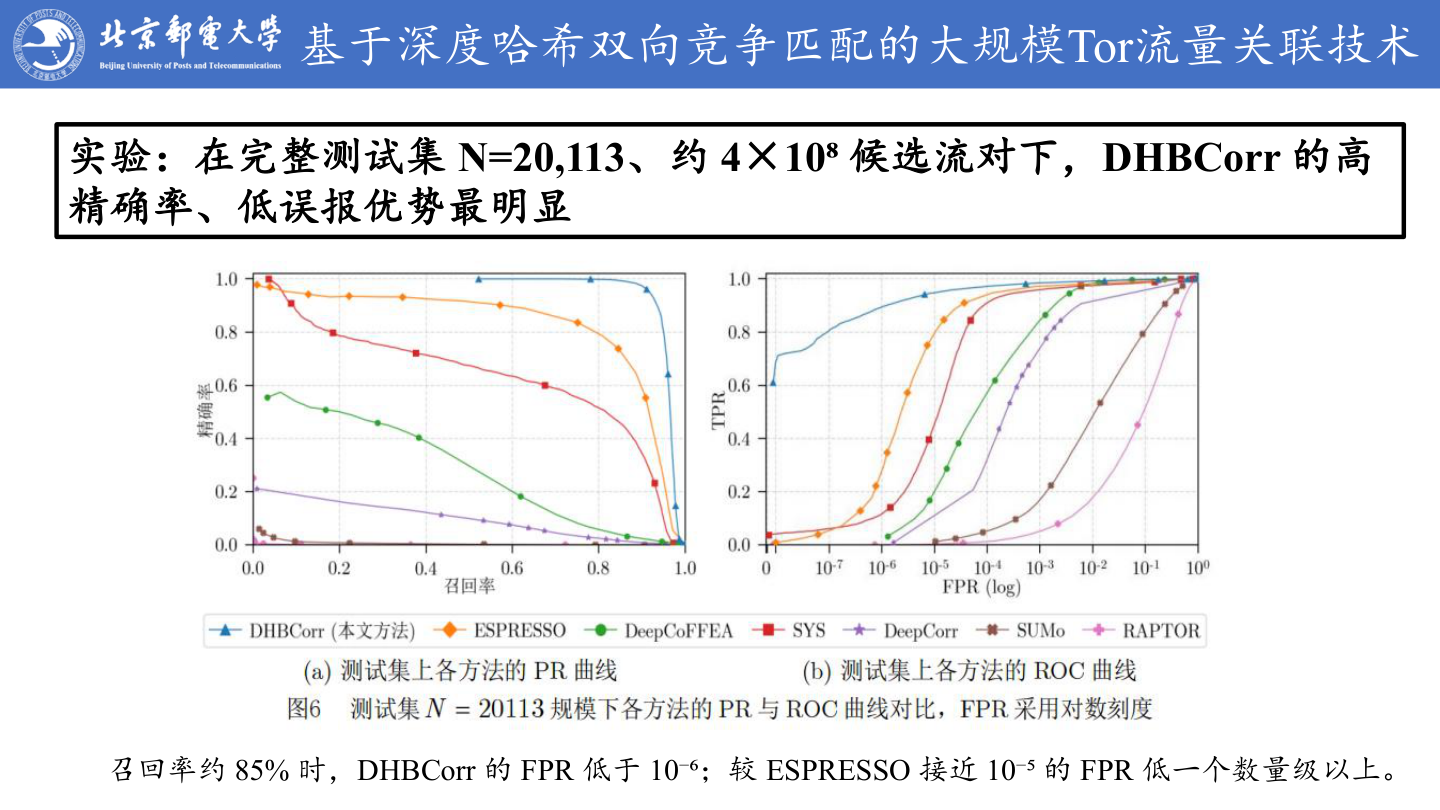 北京郵電大學
Beijing University of Posts and Telecommunications
基于深度哈希双向竞争匹配的大规模Tor流量关联技术
实验：在完整测试集 N=20,113、约 4×10⁸ 候选流对下，DHBCorr 的高
精确率、低误报优势最明显
1.0
0.8
0.6
0.4
0.2
0.0
精确率
0.0 0.2 0.4 0.6 0.8 1.0
召回率
1.0
0.8
0.6
0.4
0.2
0.0
TPR
0 10⁻⁷ 10⁻⁶ 10⁻⁵ 10⁻⁴ 10⁻³ 10⁻² 10⁻¹ 10⁰
FPR (log)
DHBCorr (本文方法) ESPRESSO DeepCoFFEA SYS DeepCorr SUMo RAPTOR
(a) 测试集上各方法的 PR 曲线
(b) 测试集上各方法的 ROC 曲线
图6 测试集 N = 20113 规模下各方法的 PR 与 ROC 曲线对比，FPR 采用对数刻度
召回率约 85% 时，DHBCorr 的 FPR 低于 10⁻⁶；较 ESPRESSO 接近 10⁻⁵ 的 FPR 低一个数量级以上。